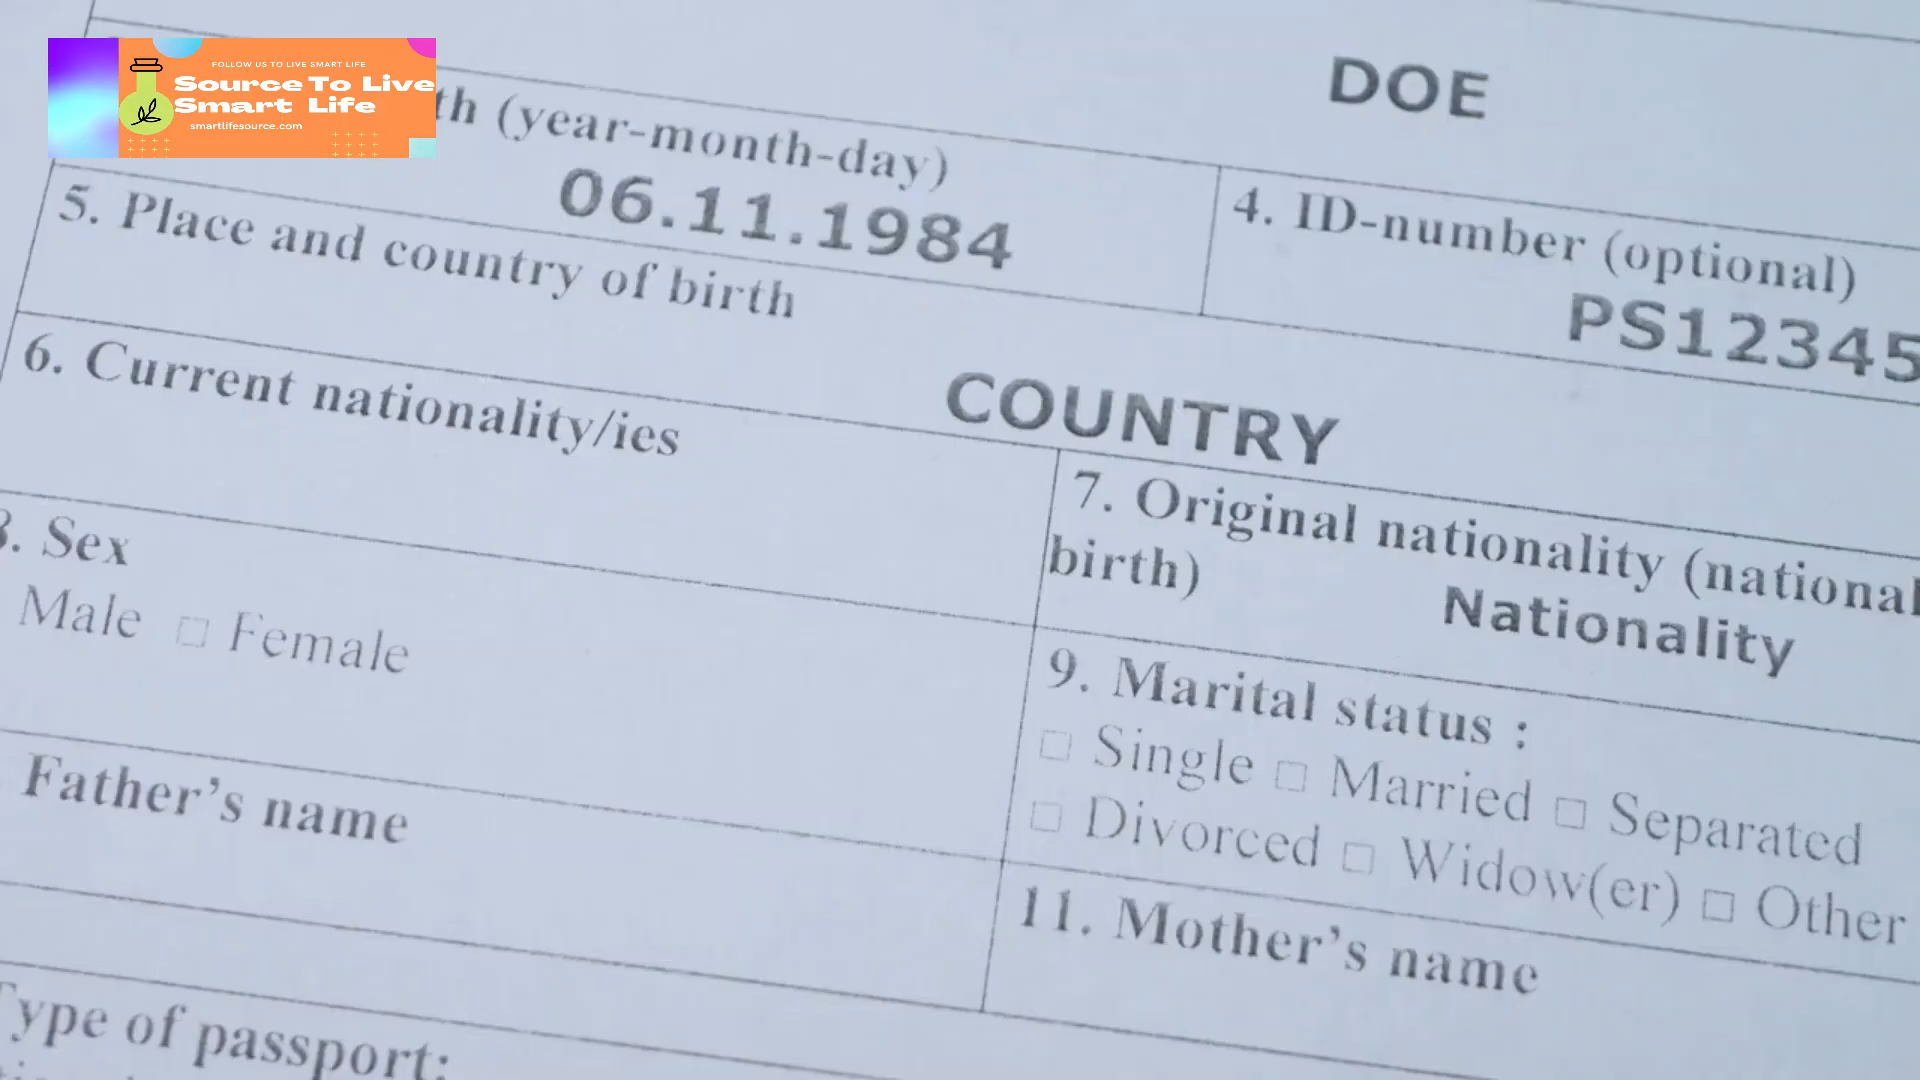 FOLLOW US TO LIVE SMART LIFE
Source To Live
Smart Life
smartlifesource.com
DOE
th (year-month-day)
06.11.1984
4. ID-number (optional)
PS12345
5. Place and country of birth
COUNTRY
6. Current nationality/ies
7. Original nationality (national
birth)
Nationality
8. Sex
Male □ Female
9. Marital status :
□ Single □ Married □ Separated
□ Divorced □ Widow(er) □ Other
Father’s name
11. Mother’s name
Type of passport: